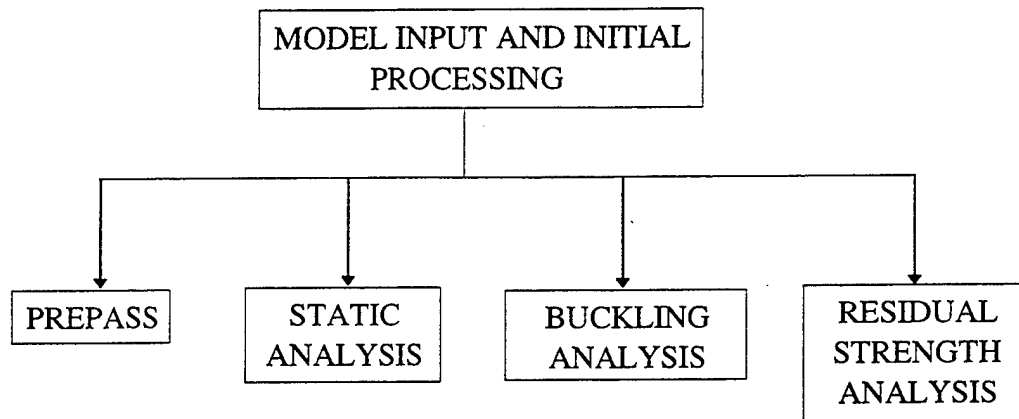 MODEL INPUT AND INITIAL
PROCESSING
PREPASS
STATIC
ANALYSIS
BUCKLING
ANALYSIS
RESIDUAL
STRENGTH
ANALYSIS